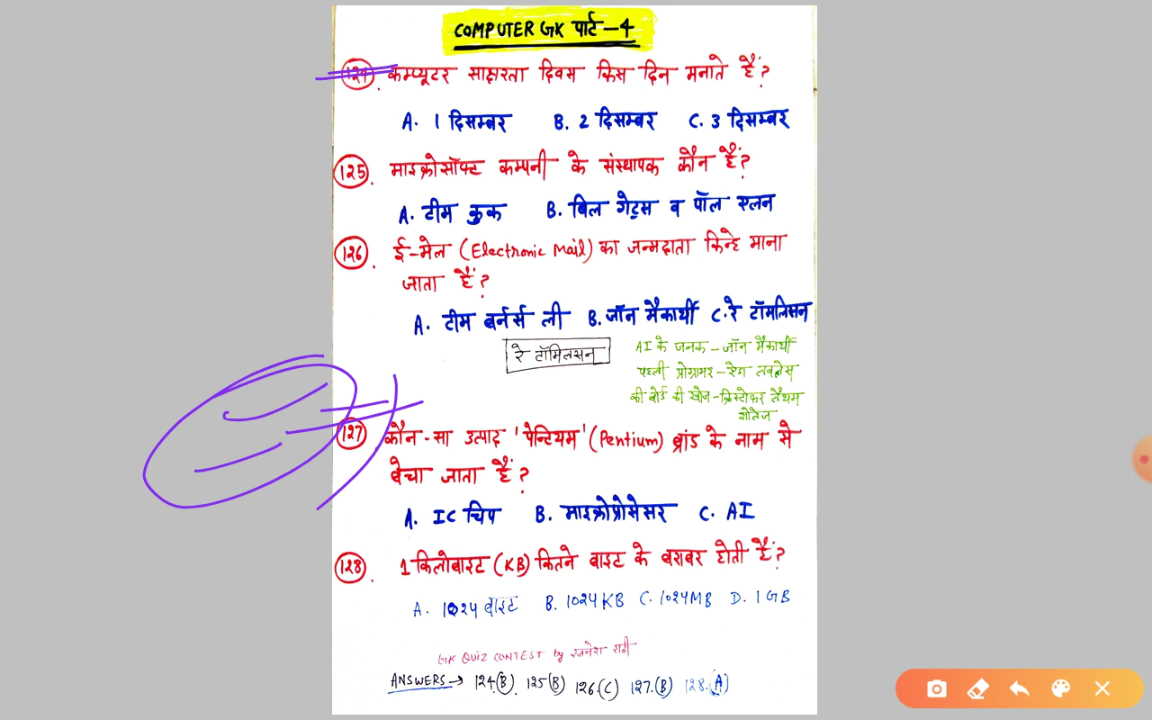 COMPUTER GK पार्ट-4
124. कम्प्यूटर साक्षरता दिवस किस दिन मनाते हैं?
A. 1 दिसम्बर B. 2 दिसम्बर C. 3 दिसम्बर
125. माइक्रोसॉफ्ट कम्पनी के संस्थापक कौन हैं?
A. टीम कुक B. बिल गेट्स व पॉल एलन
126. ई-मेल (Electronic Mail) का जन्मदाता किन्हे माना
जाता हैं?
A. टीम बर्नर्स ली B. जॉन मैकार्थी C. रे टॉमलिसन
रे टॉमिलसन
AI के जनक - जॉन मैकार्थी
पहली प्रोग्रामर - लवलेस
की बोर्ड की खोज - क्रिस्टोफर लैथम
127. कौन-सा उत्पाद 'पेन्टियम' (Pentium) ब्रांड के नाम से
बेचा जाता हैं?
A. IC चिप B. माइक्रोप्रोसेसर C. AI
128. 1 किलोबाइट (KB) कितने बाइट के बराबर होती हैं?
A. 1024 बाइट B. 1024 KB C. 1024 MB D. 1 GB
GK QUIZ CONTEST by
ANSWERS → 124.(B). 125(B) 126.(C) 127.(B) 128.(A)